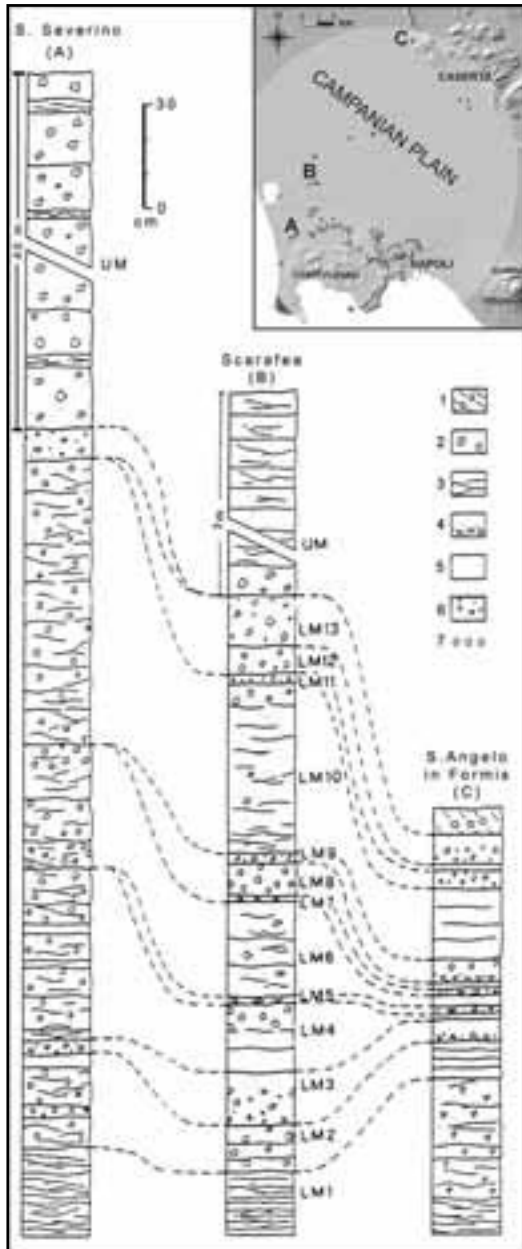 S. Severino
(A)
30
0
cm
UM
C
CASERTA
CAMPANIAN PLAIN
B
A
NAPOLI
Scarafea
(B)
UM
LM13
LM12
LM11
LM10
LM9
LM8
LM7
LM6
LM5
LM4
LM3
LM2
LM1
1
2
3
4
5
6
7
S. Angelo
in Formis
(C)